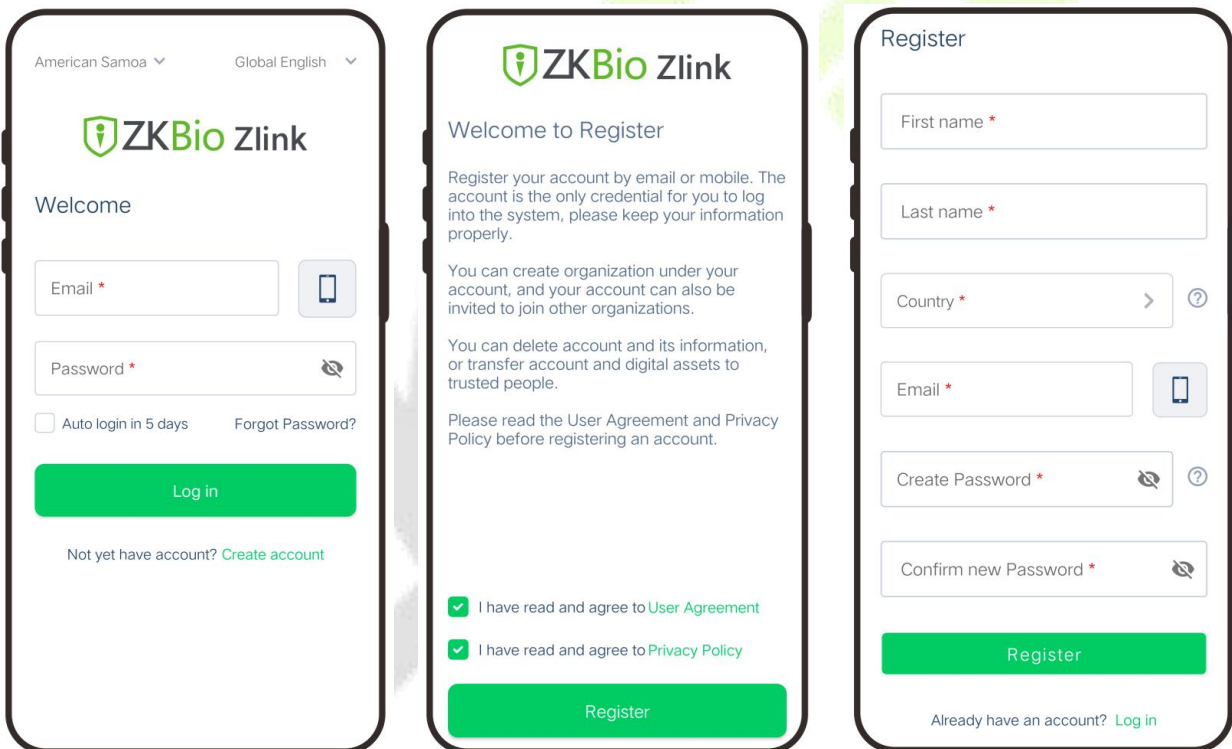 American Samoa
Global English
ZKBio Zlink
Welcome
Email *
Password *
Auto login in 5 days
Forgot Password?
Log in
Not yet have account? Create account
ZKBio Zlink
Welcome to Register
Register your account by email or mobile. The
account is the only credential for you to log
into the system, please keep your information
properly.
You can create organization under your
account, and your account can also be
invited to join other organizations.
You can delete account and its information,
or transfer account and digital assets to
trusted people.
Please read the User Agreement and Privacy
Policy before registering an account.
I have read and agree to User Agreement
I have read and agree to Privacy Policy
Register
Register
First name *
Last name *
Country *
Email *
Create Password *
Confirm new Password *
Register
Already have an account? Log in